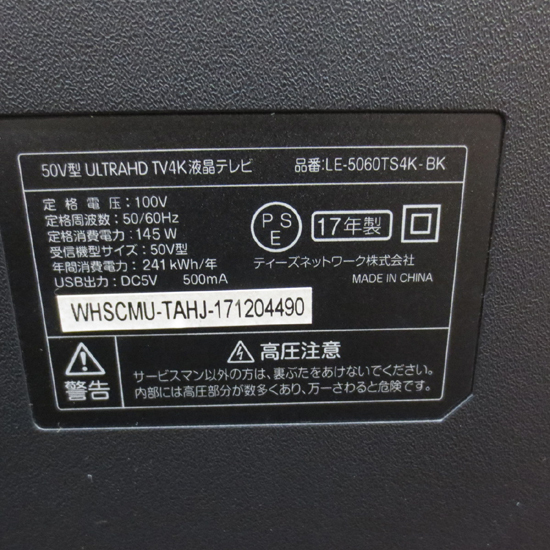 50V型 ULTRAHD TV4K液晶テレビ 品番:LE-5060TS4K-BK
定格電圧:100V
定格周波数:50/60Hz
定格消費電力:145W
受信機型サイズ:50V型
年間消費電力:241kWh/年
USB出力:DC5V 500mA
PSE 17年製
ティーズネットワーク株式会社
MADE IN CHINA
WHSCMU-TAHJ-171204490
警告
高圧注意
サービスマン以外の方は、裏ぶたをあけないでください。
内部には高圧部分が数多くあり、万一さわると危険です。